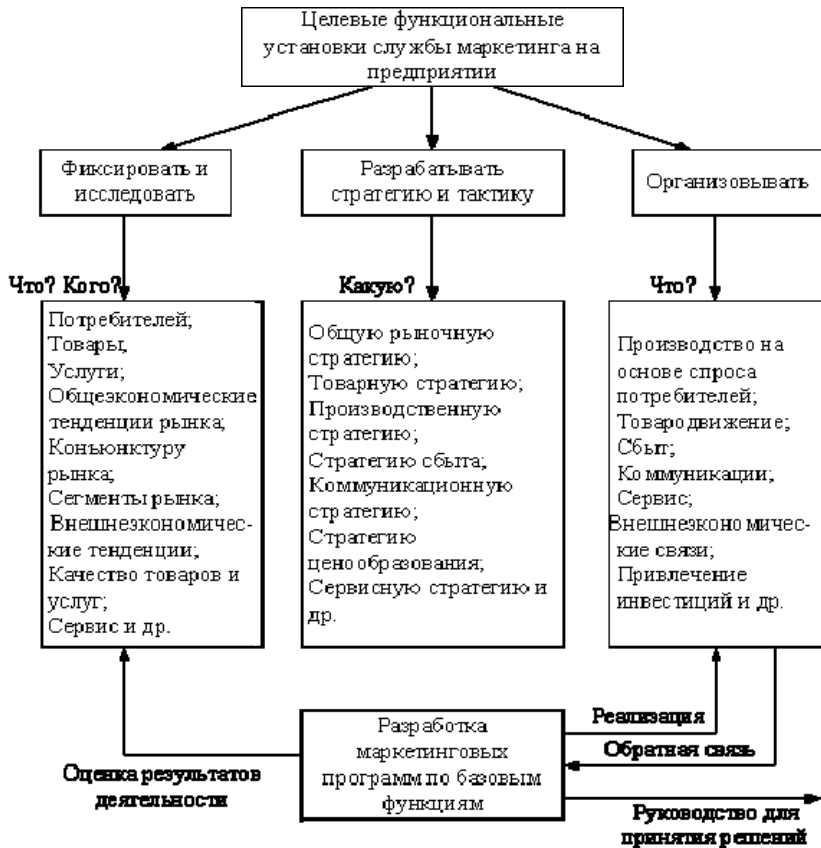 Целевые функциональные
установки службы маркетинга на
предприятии
Фиксировать и
исследовать
Разрабатывать
стратегию и тактику
Организовывать
Что? Кого?
Какую?
Что?
Потребителей;
Товары;
Услуги;
Общеэкономические
тенденции рынка;
Конъюнктуру
рынка;
Сегменты рынка;
Внешнеэкономичес-
кие тенденции;
Качество товаров и
услуг;
Сервис и др.
Общую рыночную
стратегию;
Товарную стратегию;
Производственную
стратегию;
Стратегию сбыта;
Коммуникационную
стратегию;
Стратегию
ценообразования;
Сервисную стратегию и
др.
Производство на
основе спроса
потребителей;
Товародвижение;
Сбыт;
Коммуникации;
Сервис;
Внешнеэкономичес-
кие связи;
Привлечение
инвестиций и др.
Разработка
маркетинговых
программ по базовым
функциям
Оценка результатов
деятельности
Реализация
Обратная связь
Руководство для
принятия решений